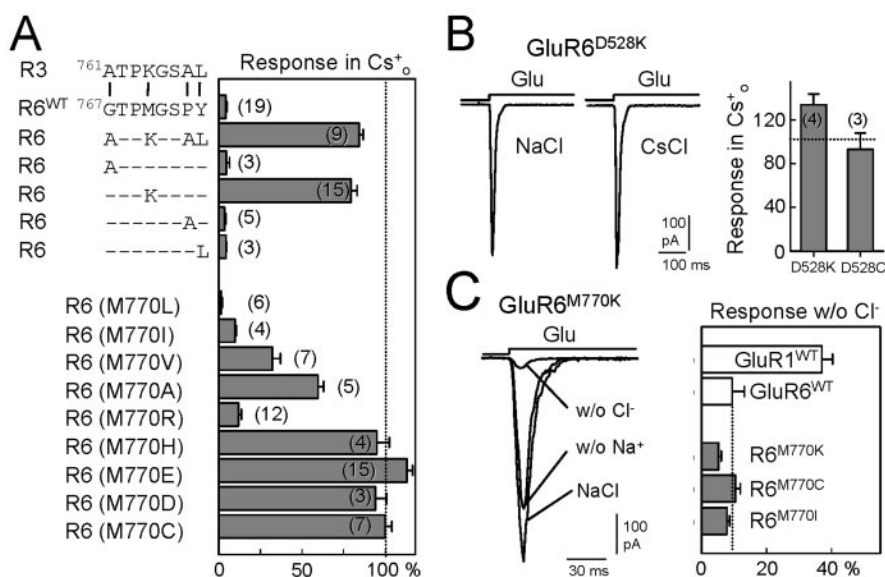 A
Response in Cs⁺ₒ
R3 ⁷⁶¹ATPKGSAL
R6ᵂᵀ ⁷⁶⁷GTPMGSPY (19)
R6 A--K--AL (9)
R6 A------- (3)
R6 ---K---- (15)
R6 ------A- (5)
R6 -------L (3)
R6 (M770L) (6)
R6 (M770I) (4)
R6 (M770V) (7)
R6 (M770A) (5)
R6 (M770R) (12)
R6 (M770H) (4)
R6 (M770E) (15)
R6 (M770D) (3)
R6 (M770C) (7)
0 50 100 %
B
GluR6ᴰ⁵²⁸ᴷ
Glu Glu
NaCl CsCl
100
pA
100 ms
Response in Cs⁺ₒ
120
80
40
0
(4) (3)
D528K D528C
C
GluR6ᴹ⁷⁷⁰ᴷ
Glu
w/o Cl⁻
w/o Na⁺
NaCl
100
pA
30 ms
Response w/o Cl⁻
GluR1ᵂᵀ
GluR6ᵂᵀ
R6ᴹ⁷⁷⁰ᴷ
R6ᴹ⁷⁷⁰ᶜ
R6ᴹ⁷⁷⁰ᴵ
0 40 %